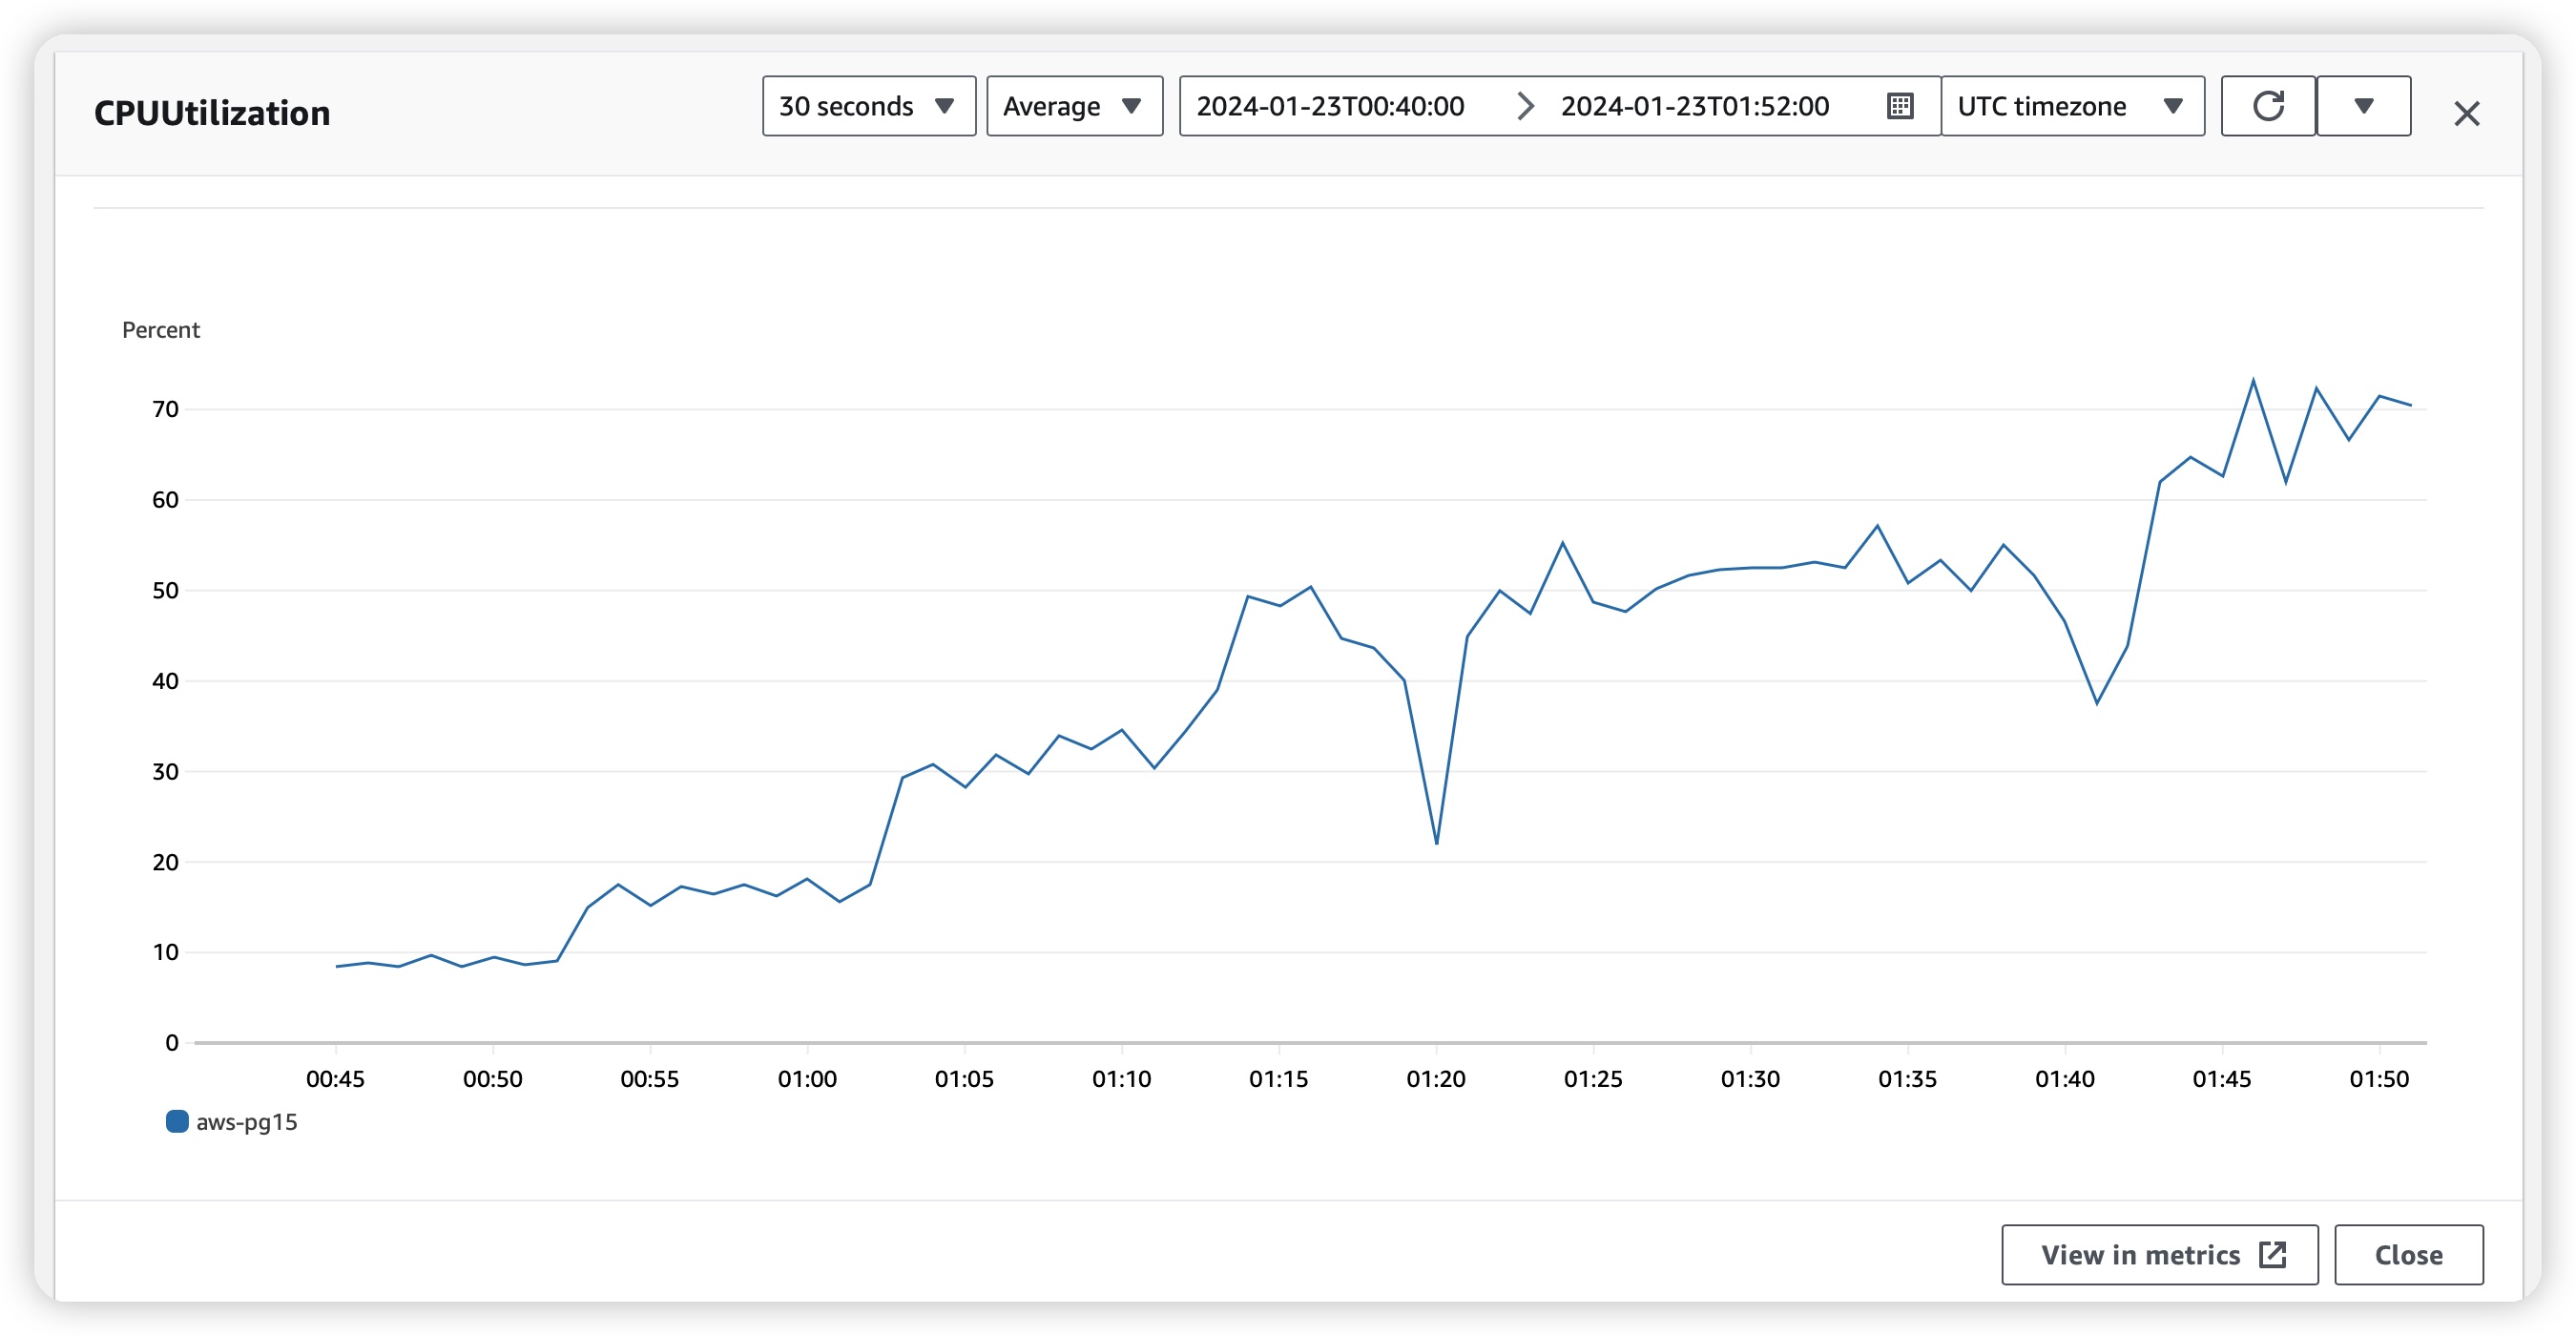 CPUUtilization
30 seconds
Average
2024-01-23T00:40:00
2024-01-23T01:52:00
UTC timezone
Percent
70
60
50
40
30
20
10
0
00:45 00:50 00:55 01:00 01:05 01:10 01:15 01:20 01:25 01:30 01:35 01:40 01:45 01:50
aws-pg15
View in metrics
Close